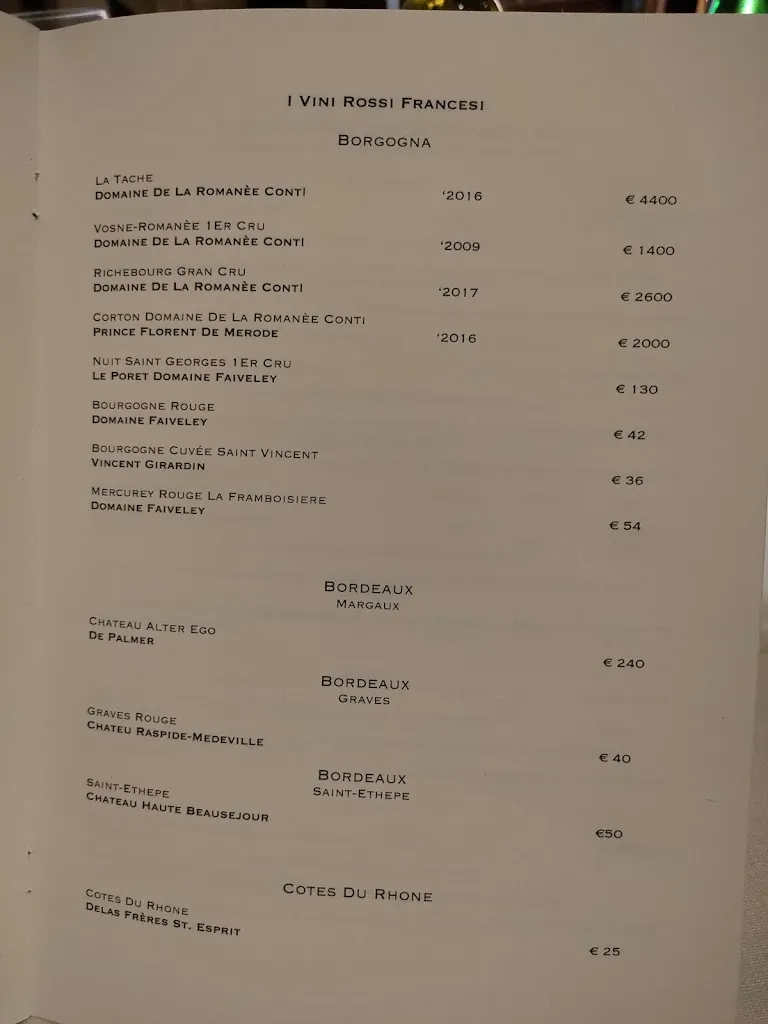 I Vini Rossi Francesi
Borgogna
La Tache
Domaine De La Romanèe Conti '2016 € 4400
Vosne-Romanèe 1er Cru
Domaine De La Romanèe Conti '2009 € 1400
Richebourg Gran Cru
Domaine De La Romanèe Conti '2017 € 2600
Corton Domaine De La Romanèe Conti
Prince Florent De Merode '2016 € 2000
Nuit Saint Georges 1er Cru
Le Poret Domaine Faiveley € 130
Bourgogne Rouge
Domaine Faiveley € 42
Bourgogne Cuvée Saint Vincent
Vincent Girardin € 36
Mercurey Rouge La Framboisiere
Domaine Faiveley € 54
Bordeaux
Margaux
Chateau Alter Ego
De Palmer € 240
Bordeaux
Graves
Graves Rouge
Chateu Raspide-Medeville € 40
Bordeaux
Saint-Ethepe
Saint-Ethepe
Chateau Haute Beausejour €50
Cotes Du Rhone
Cotes Du Rhone
Delas Frères St. Esprit € 25